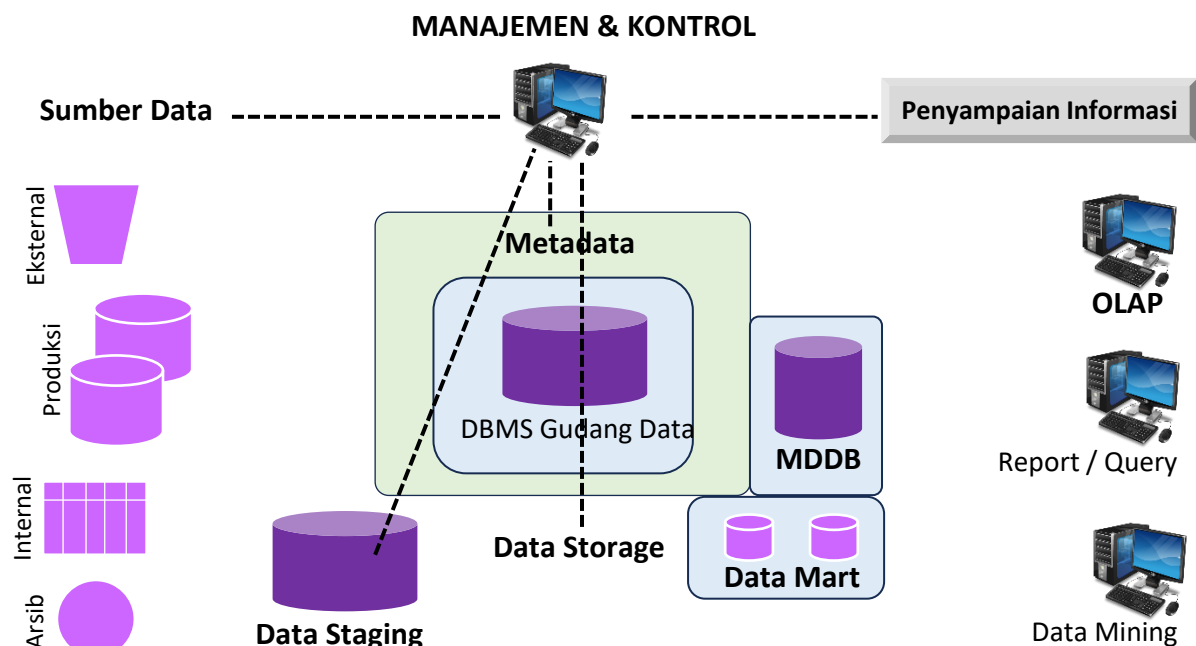 MANAJEMEN & KONTROL
Sumber Data
Penyampaian Informasi
Eksternal
Produksi
Internal
Arsib
Metadata
DBMS Gudang Data
MDDB
Data Storage
Data Mart
Data Staging
OLAP
Report / Query
Data Mining